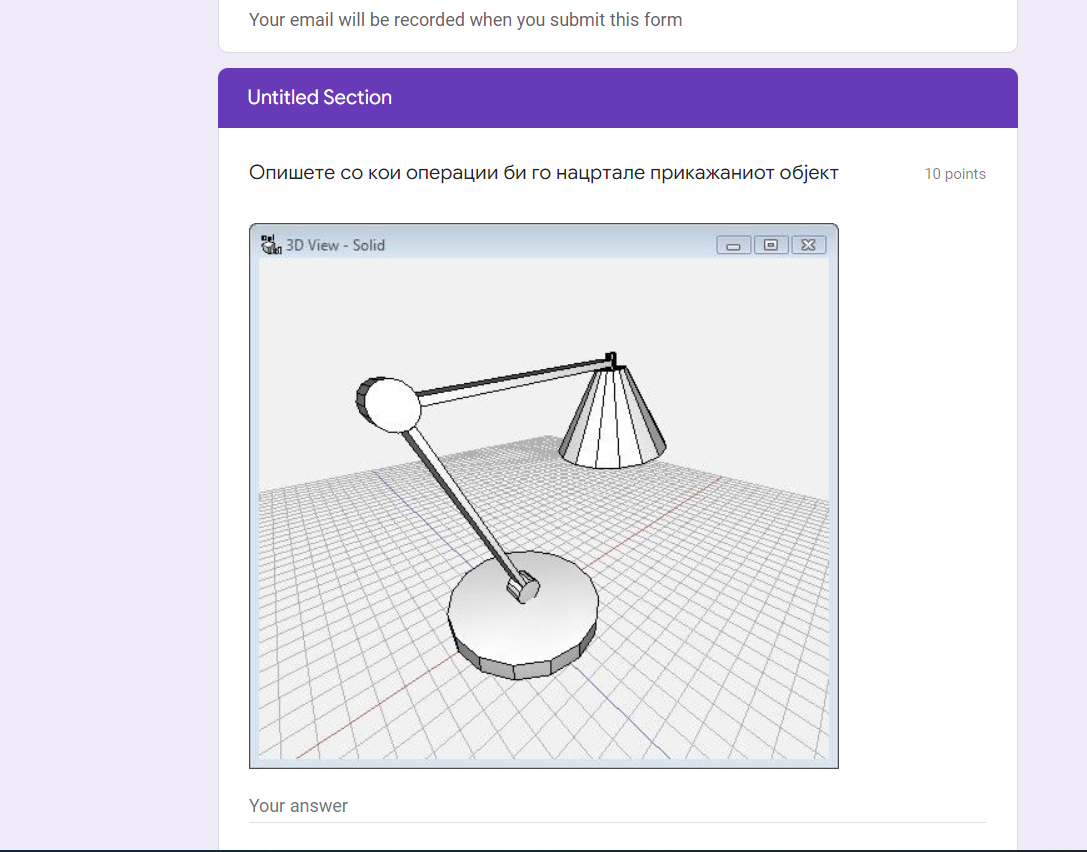 Your email will be recorded when you submit this form
Untitled Section
Опишете со кои операции би го нацртале прикажаниот објект
10 points
3D View - Solid
Your answer